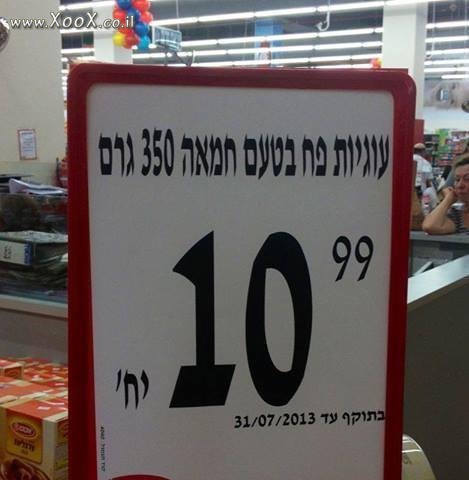 www.XooX.co.il
עוגיות פח בטעם חמאה 350 גרם
10 99
יח'
בתוקף עד 31/07/2013